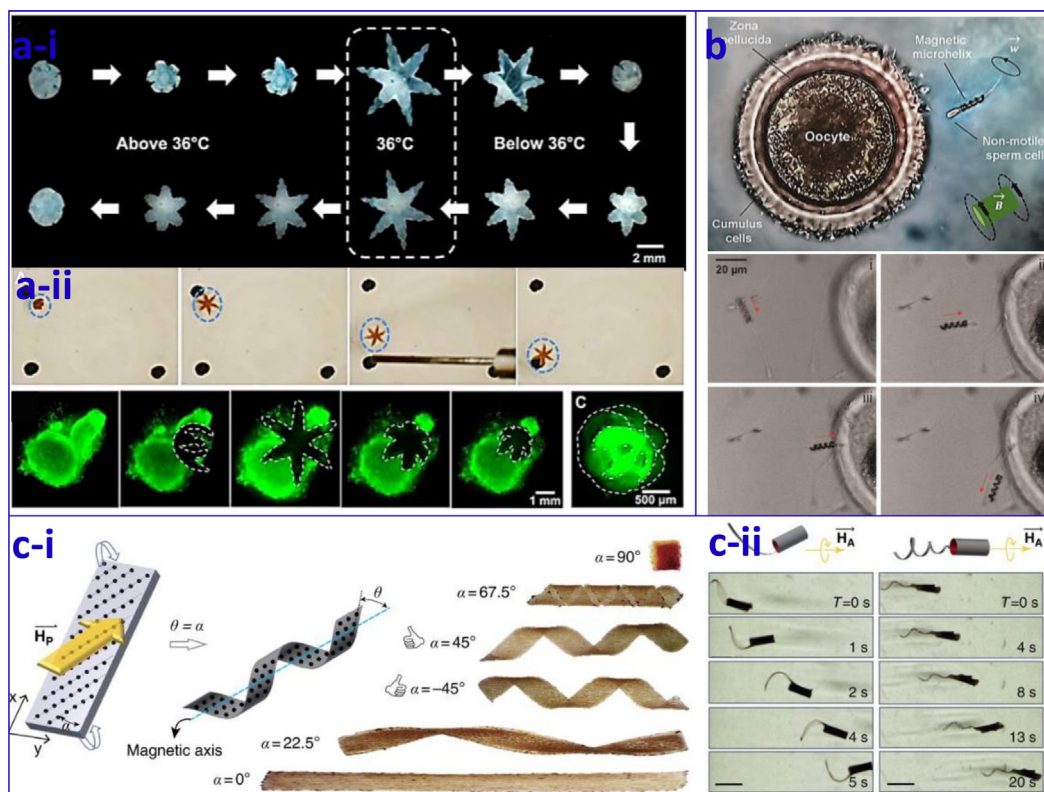 a-i
Above 36°C
36°C
Below 36°C
2 mm
a-ii
1 mm
C
500 µm
b
Zona
pellucida
Magnetic
microhelix
w
Oocyte
Non-motile
sperm cell
B
Cumulus
cells
20 µm
i
ii
iii
iv
c-i
H_P
x
y
α
θ = α
θ
Magnetic axis
α = 90°
α = 67.5°
α = 45°
α = −45°
α = 22.5°
α = 0°
c-ii
H_A
H_A
T=0 s
1 s
2 s
4 s
5 s
T=0 s
4 s
8 s
13 s
20 s